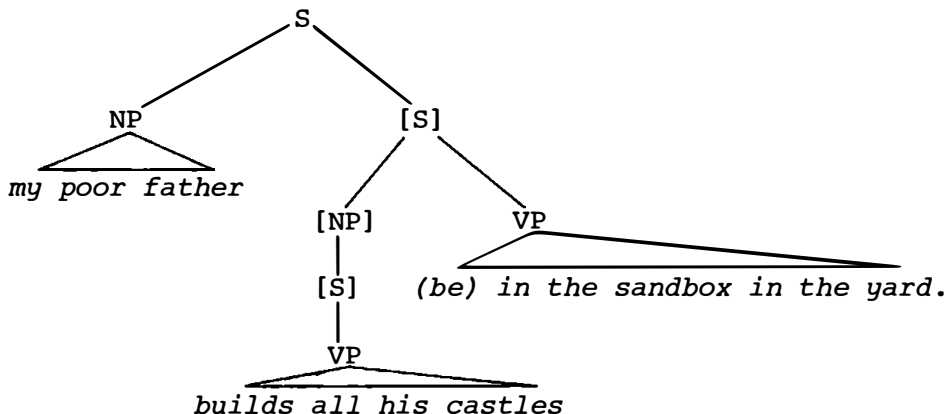 S
NP [S]
my poor father
[NP] VP
[S] (be) in the sandbox in the yard.
VP
builds all his castles